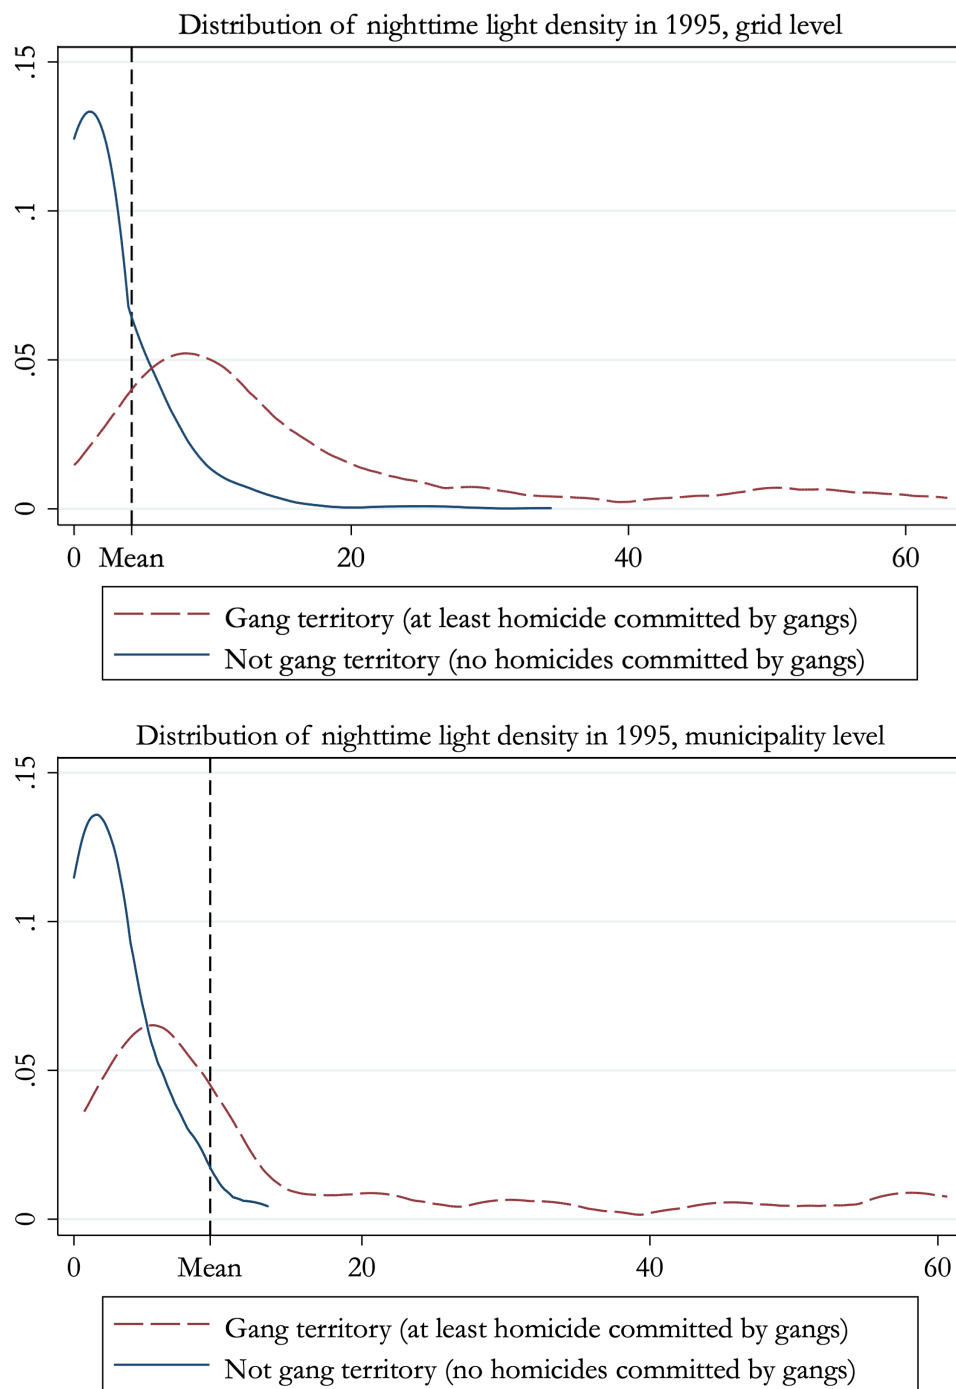 Distribution of nighttime light density in 1995, grid level
.15
.1
.05
0
0 Mean 20 40 60
Gang territory (at least homicide committed by gangs)
Not gang territory (no homicides committed by gangs)
Distribution of nighttime light density in 1995, municipality level
.15
.1
.05
0
0 Mean 20 40 60
Gang territory (at least homicide committed by gangs)
Not gang territory (no homicides committed by gangs)